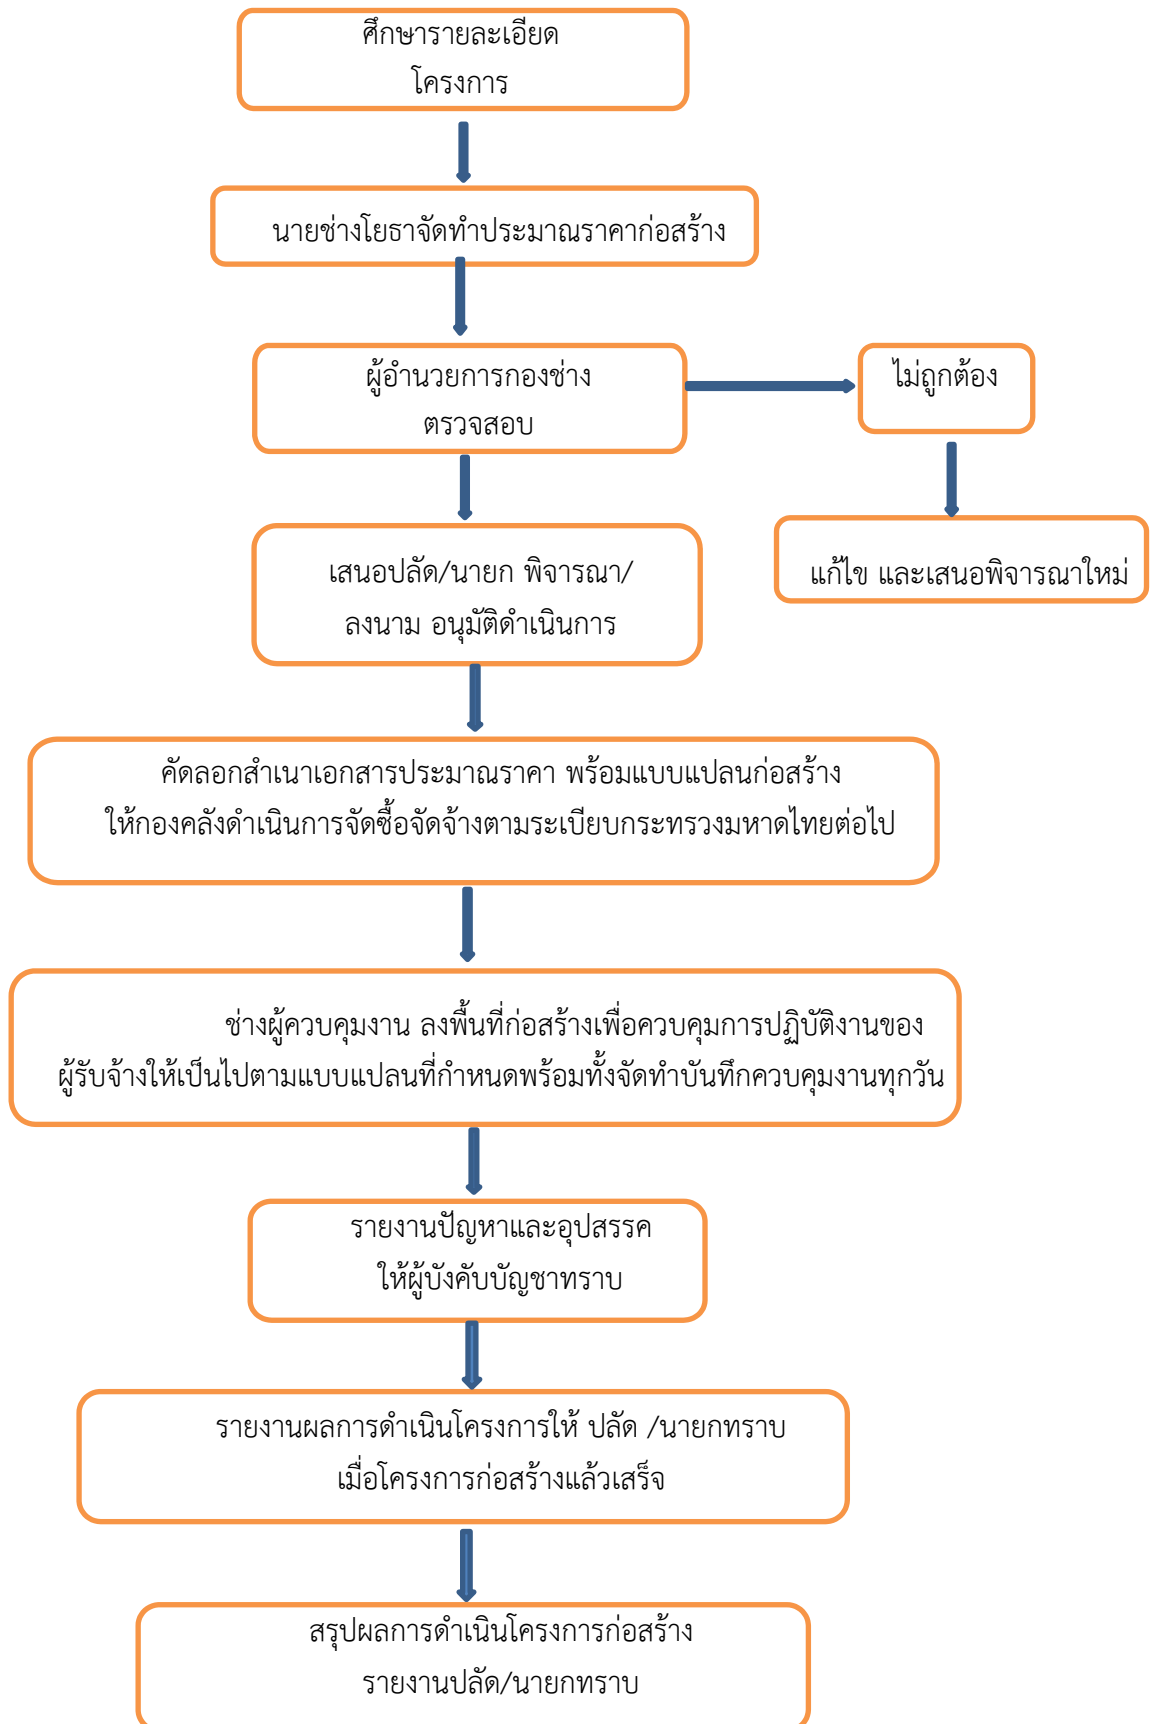 ศึกษารายละเอียด
โครงการ
นายช่างโยธาจัดทำประมาณราคาก่อสร้าง
ผู้อำนวยการกองช่าง
ตรวจสอบ
ไม่ถูกต้อง
แก้ไข และเสนอพิจารณาใหม่
เสนอปลัด/นายก พิจารณา/
ลงนาม อนุมัติดำเนินการ
คัดลอกสำเนาเอกสารประมาณราคา พร้อมแบบแปลนก่อสร้าง
ให้กองคลังดำเนินการจัดซื้อจัดจ้างตามระเบียบกระทรวงมหาดไทยต่อไป
ช่างผู้ควบคุมงาน ลงพื้นที่ก่อสร้างเพื่อควบคุมการปฏิบัติงานของ
ผู้รับจ้างให้เป็นไปตามแบบแปลนที่กำหนดพร้อมทั้งจัดทำบันทึกควบคุมงานทุกวัน
รายงานปัญหาและอุปสรรค
ให้ผู้บังคับบัญชาทราบ
รายงานผลการดำเนินโครงการให้ ปลัด /นายกทราบ
เมื่อโครงการก่อสร้างแล้วเสร็จ
สรุปผลการดำเนินโครงการก่อสร้าง
รายงานปลัด/นายกทราบ